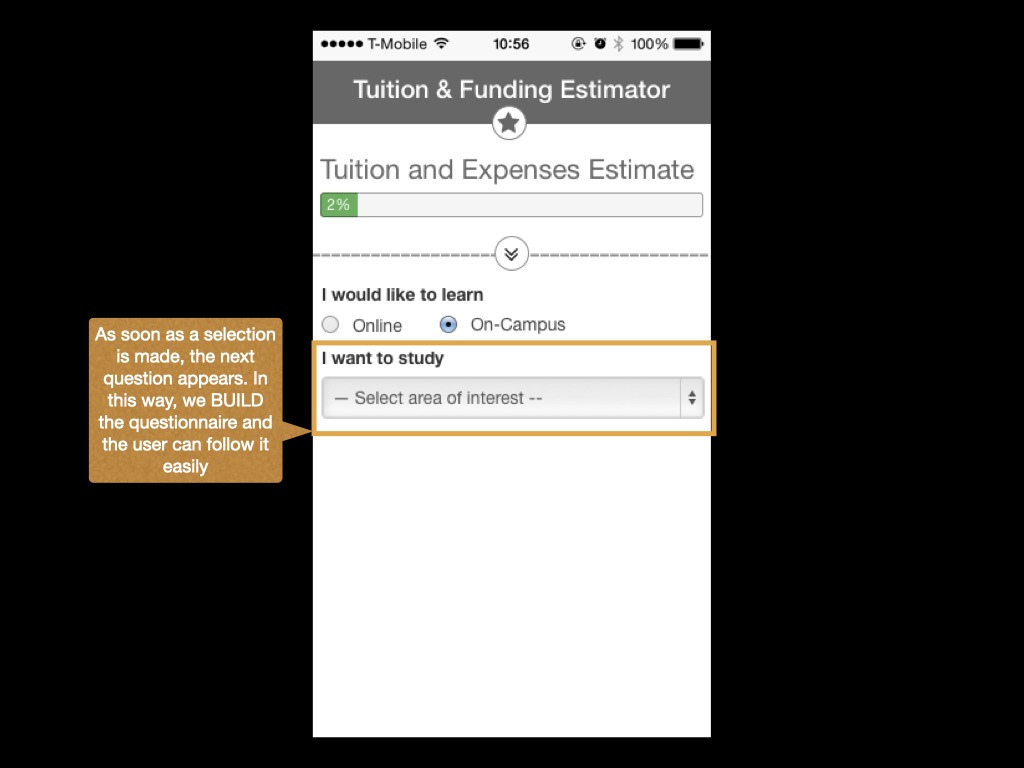 T-Mobile 10:56 100%
Tuition & Funding Estimator
Tuition and Expenses Estimate
2%
I would like to learn
Online On-Campus
I want to study
— Select area of interest --
As soon as a selection
is made, the next
question appears. In
this way, we BUILD
the questionnaire and
the user can follow it
easily